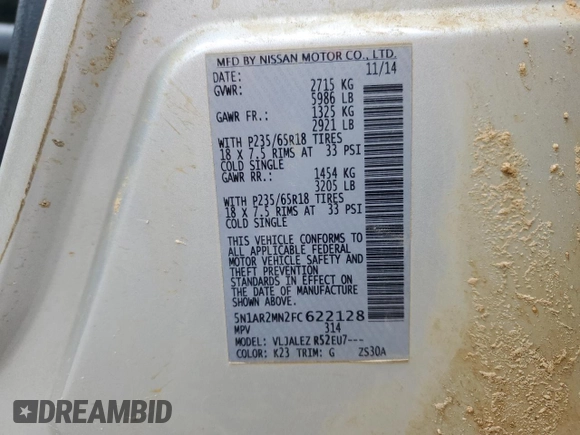 MFD BY NISSAN MOTOR CO., LTD.
DATE: 11/14
GVWR: 2715 KG
5986 LB
GAWR FR.: 1325 KG
2921 LB
WITH P235/65R18 TIRES
18 X 7.5 RIMS AT 33 PSI
COLD SINGLE
GAWR RR.: 1454 KG
3205 LB
WITH P235/65R18 TIRES
18 X 7.5 RIMS AT 33 PSI
COLD SINGLE
THIS VEHICLE CONFORMS TO
ALL APPLICABLE FEDERAL
MOTOR VEHICLE SAFETY AND
THEFT PREVENTION
STANDARDS IN EFFECT ON
THE DATE OF MANUFACTURE
SHOWN ABOVE.
5N1AR2MN2FC622128
MPV 314
MODEL: VLJALEZ R52EU7---
COLOR: K23 TRIM: G ZS30A
DREAMBID